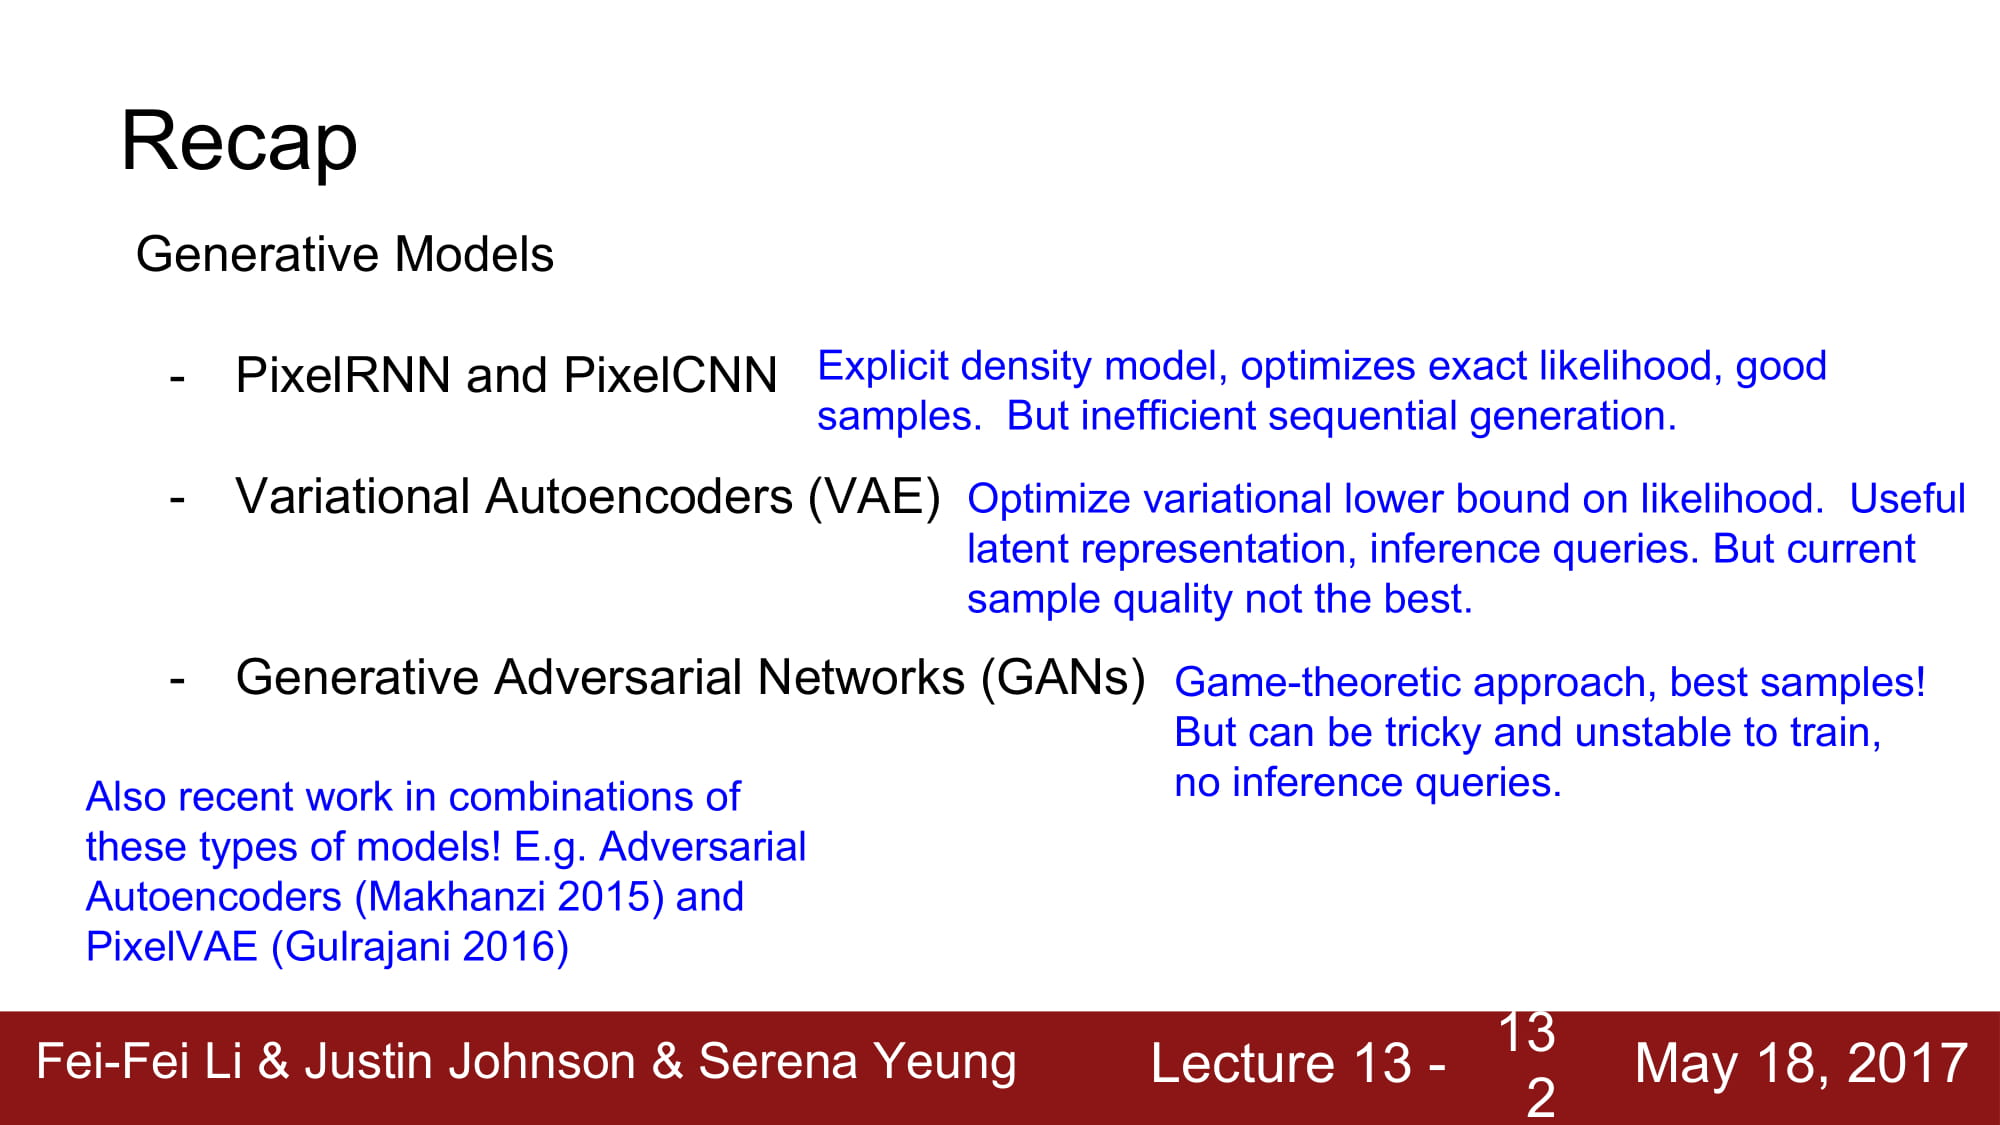 Recap
Generative Models
- PixelRNN and PixelCNN
Explicit density model, optimizes exact likelihood, good
samples.  But inefficient sequential generation.
- Variational Autoencoders (VAE)
Optimize variational lower bound on likelihood.  Useful
latent representation, inference queries. But current
sample quality not the best.
- Generative Adversarial Networks (GANs)
Game-theoretic approach, best samples!
But can be tricky and unstable to train,
no inference queries.
Also recent work in combinations of
these types of models! E.g. Adversarial
Autoencoders (Makhanzi 2015) and
PixelVAE (Gulrajani 2016)
Fei-Fei Li & Justin Johnson & Serena Yeung
Lecture 13 -
13
2
May 18, 2017